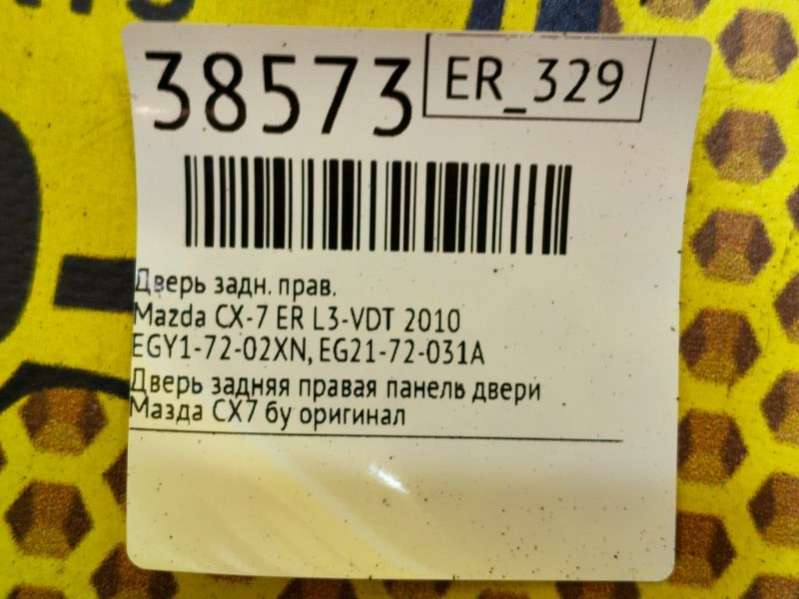 38573
ER_329
Дверь задн. прав.
Mazda CX-7 ER L3-VDT 2010
EGY1-72-02XN, EG21-72-031A
Дверь задняя правая панель двери
Мазда CX7 бу оригинал